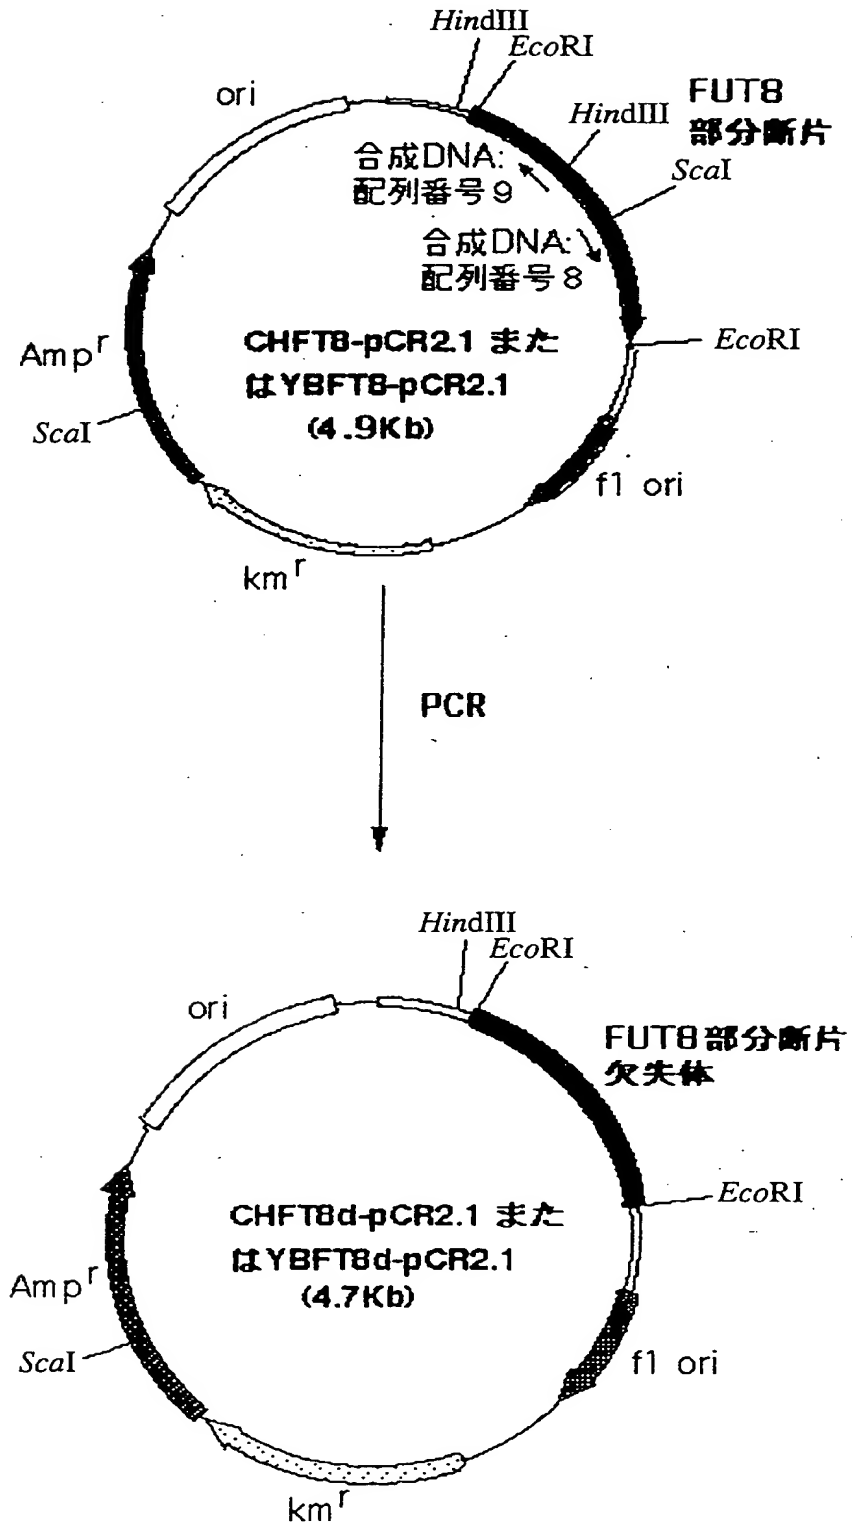 HindIII
EcoRI
ori
FUT8
部分断片
HindIII
合成DNA:
配列番号9
ScaI
合成DNA:
配列番号8
CHFT8-pCR2.1 また
はYBFT8-pCR2.1
(4.9Kb)
EcoRI
Ampʳ
ScaI
f1 ori
kmʳ
PCR
HindIII
EcoRI
ori
FUT8部分断片
欠失体
EcoRI
CHFT8d-pCR2.1 また
はYBFT8d-pCR2.1
(4.7Kb)
Ampʳ
ScaI
f1 ori
kmʳ